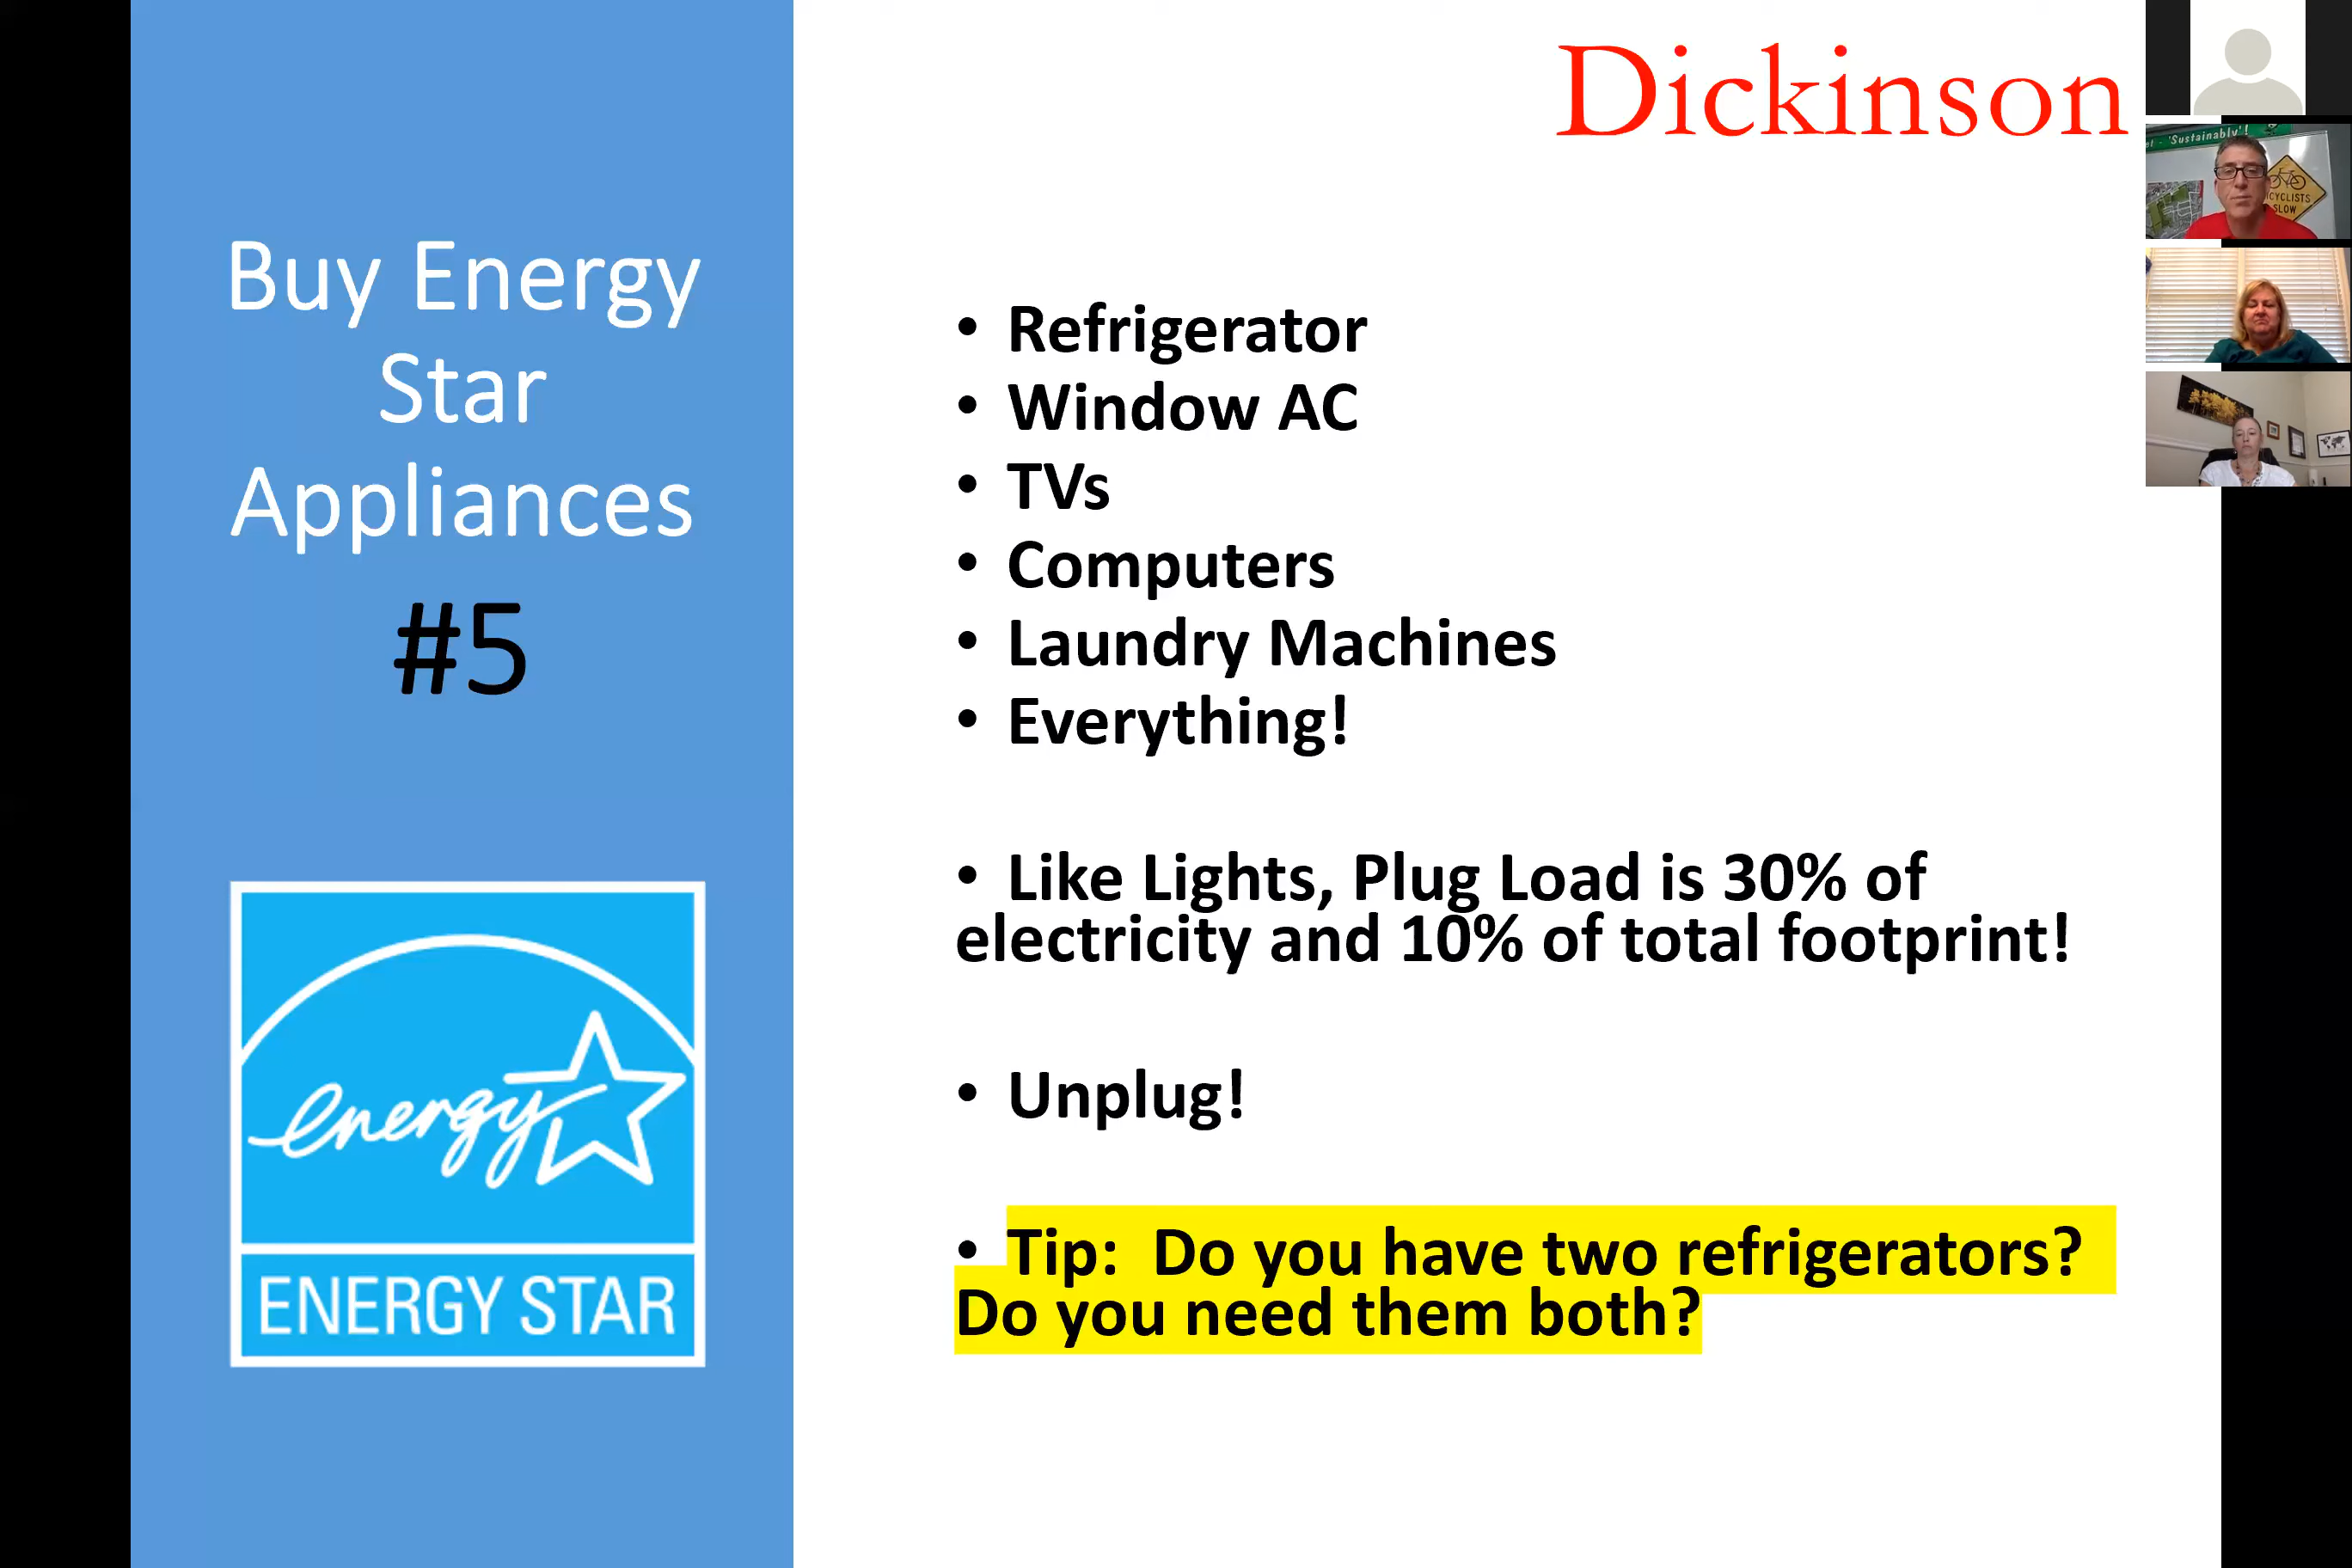 Dickinson
Buy Energy
Star
Appliances
#5
energy
ENERGY STAR
• Refrigerator
• Window AC
• TVs
• Computers
• Laundry Machines
• Everything!
• Like Lights, Plug Load is 30% of
electricity and 10% of total footprint!
• Unplug!
• Tip:  Do you have two refrigerators?
Do you need them both?
'Sustainably'!
SLOW